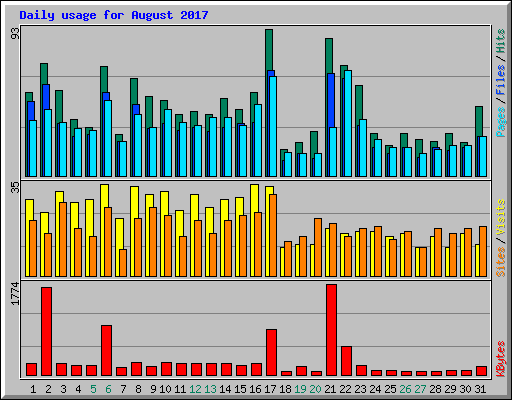 Daily usage for August 2017
93
Pages / Files / Hits
35
Sites / Visits
1774
KBytes
1 2 3 4 5 6 7 8 9 10 11 12 13 14 15 16 17 18 19 20 21 22 23 24 25 26 27 28 29 30 31